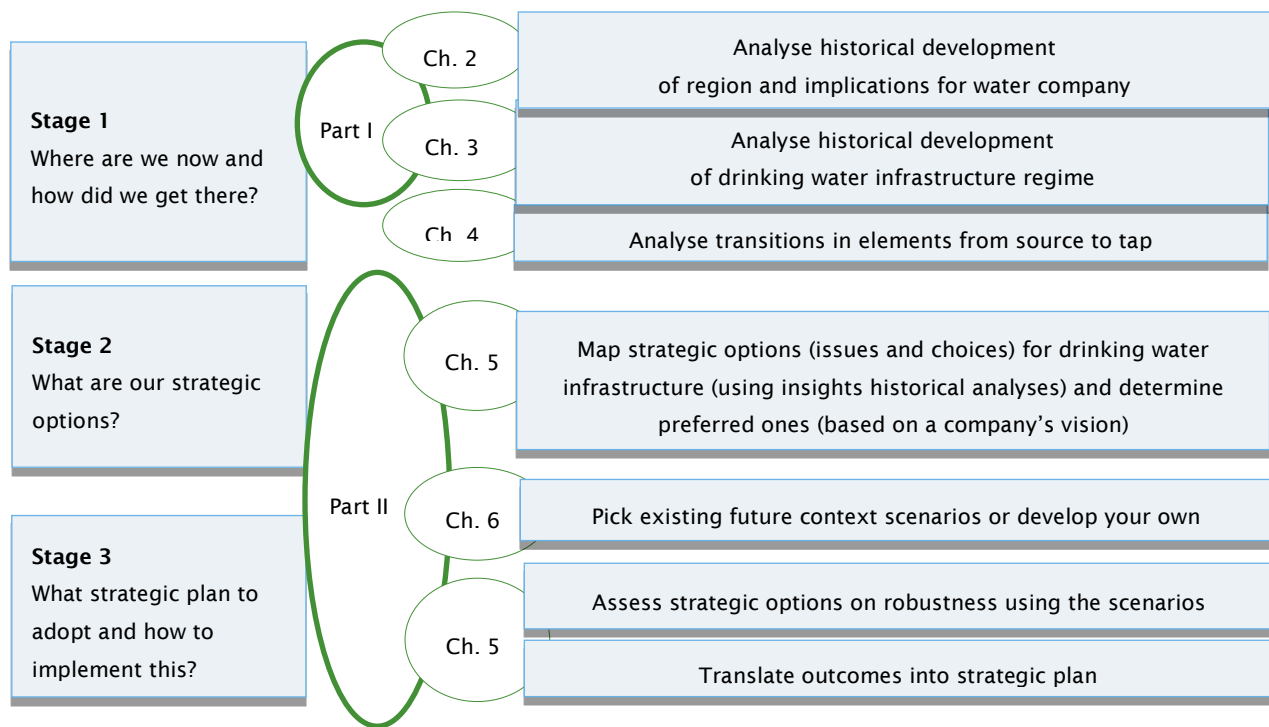 Stage 1
Where are we now and
how did we get there?
Part I
Ch. 2
Analyse historical development
of region and implications for water company
Ch. 3
Analyse historical development
of drinking water infrastructure regime
Ch. 4
Analyse transitions in elements from source to tap
Stage 2
What are our strategic
options?
Part II
Ch. 5
Map strategic options (issues and choices) for drinking water
infrastructure (using insights historical analyses) and determine
preferred ones (based on a company's vision)
Ch. 6
Pick existing future context scenarios or develop your own
Stage 3
What strategic plan to
adopt and how to
implement this?
Ch. 5
Assess strategic options on robustness using the scenarios
Translate outcomes into strategic plan